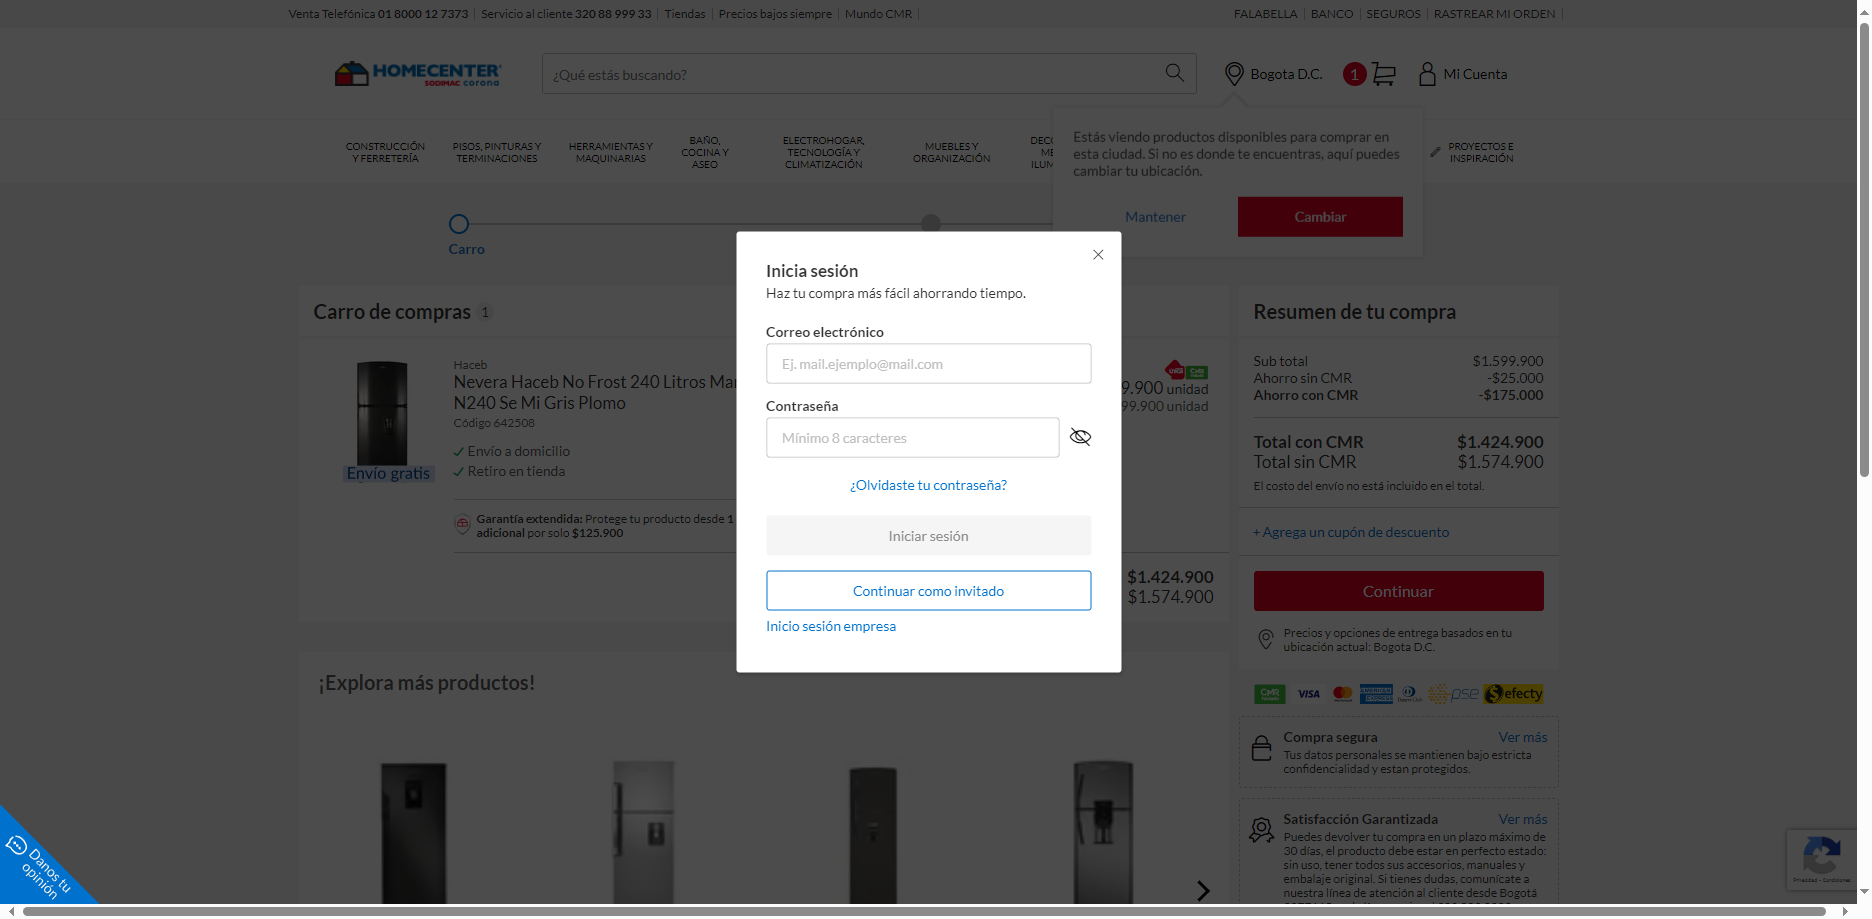 Venta Telefónica 01 8000 12 7373 Servicio al cliente 320 88 999 33 Tiendas Precios bajos siempre Mundo CMR FALABELLA BANCO SEGUROS RASTREAR MI ORDEN
HOMECENTER
SODIMAC corona
¿Qué estás buscando?
Bogota D.C.
1
Mi Cuenta
CONSTRUCCIÓN
Y FERRETERÍA
PISOS, PINTURAS Y
TERMINACIONES
HERRAMIENTAS Y
MAQUINARIAS
BAÑO,
COCINA Y
ASEO
ELECTROHOGAR,
TECNOLOGÍA Y
CLIMATIZACIÓN
MUEBLES Y
ORGANIZACIÓN
DECO
ME
ILUM
PROYECTOS E
INSPIRACIÓN
Estás viendo productos disponibles para comprar en
esta ciudad. Si no es donde te encuentras, aquí puedes
cambiar tu ubicación.
Mantener
Cambiar
Carro
Inicia sesión
Haz tu compra más fácil ahorrando tiempo.
Correo electrónico
Ej. mail.ejemplo@mail.com
Contraseña
Mínimo 8 caracteres
¿Olvidaste tu contraseña?
Iniciar sesión
Continuar como invitado
Inicio sesión empresa
Carro de compras 1
Haceb
Nevera Haceb No Frost 240 Litros Mar
N240 Se Mi Gris Plomo
Código 642508
Envío a domicilio
Retiro en tienda
Envío gratis
9.900 unidad
99.900 unidad
Garantía extendida: Protege tu producto desde 1
adicional por solo $125.900
$1.424.900
$1.574.900
Resumen de tu compra
Sub total $1.599.900
Ahorro sin CMR -$25.000
Ahorro con CMR -$175.000
Total con CMR $1.424.900
Total sin CMR $1.574.900
El costo del envío no está incluido en el total.
+ Agrega un cupón de descuento
Continuar
Precios y opciones de entrega basados en tu
ubicación actual: Bogota D.C.
CMR VISA AMERICAN EXPRESS pse efecty
Compra segura Ver más
Tus datos personales se mantienen bajo estricta
confidencialidad y estan protegidos.
Satisfacción Garantizada Ver más
Puedes devolver tu compra en un plazo máximo de
30 días, el producto debe estar en perfecto estado:
sin uso, tener todos sus accesorios, manuales y
embalaje original. Si tienes dudas, comunícate a
nuestra línea de atención al cliente desde Bogotá
¡Explora más productos!
Danos tu
opinión
Privacidad - Condiciones